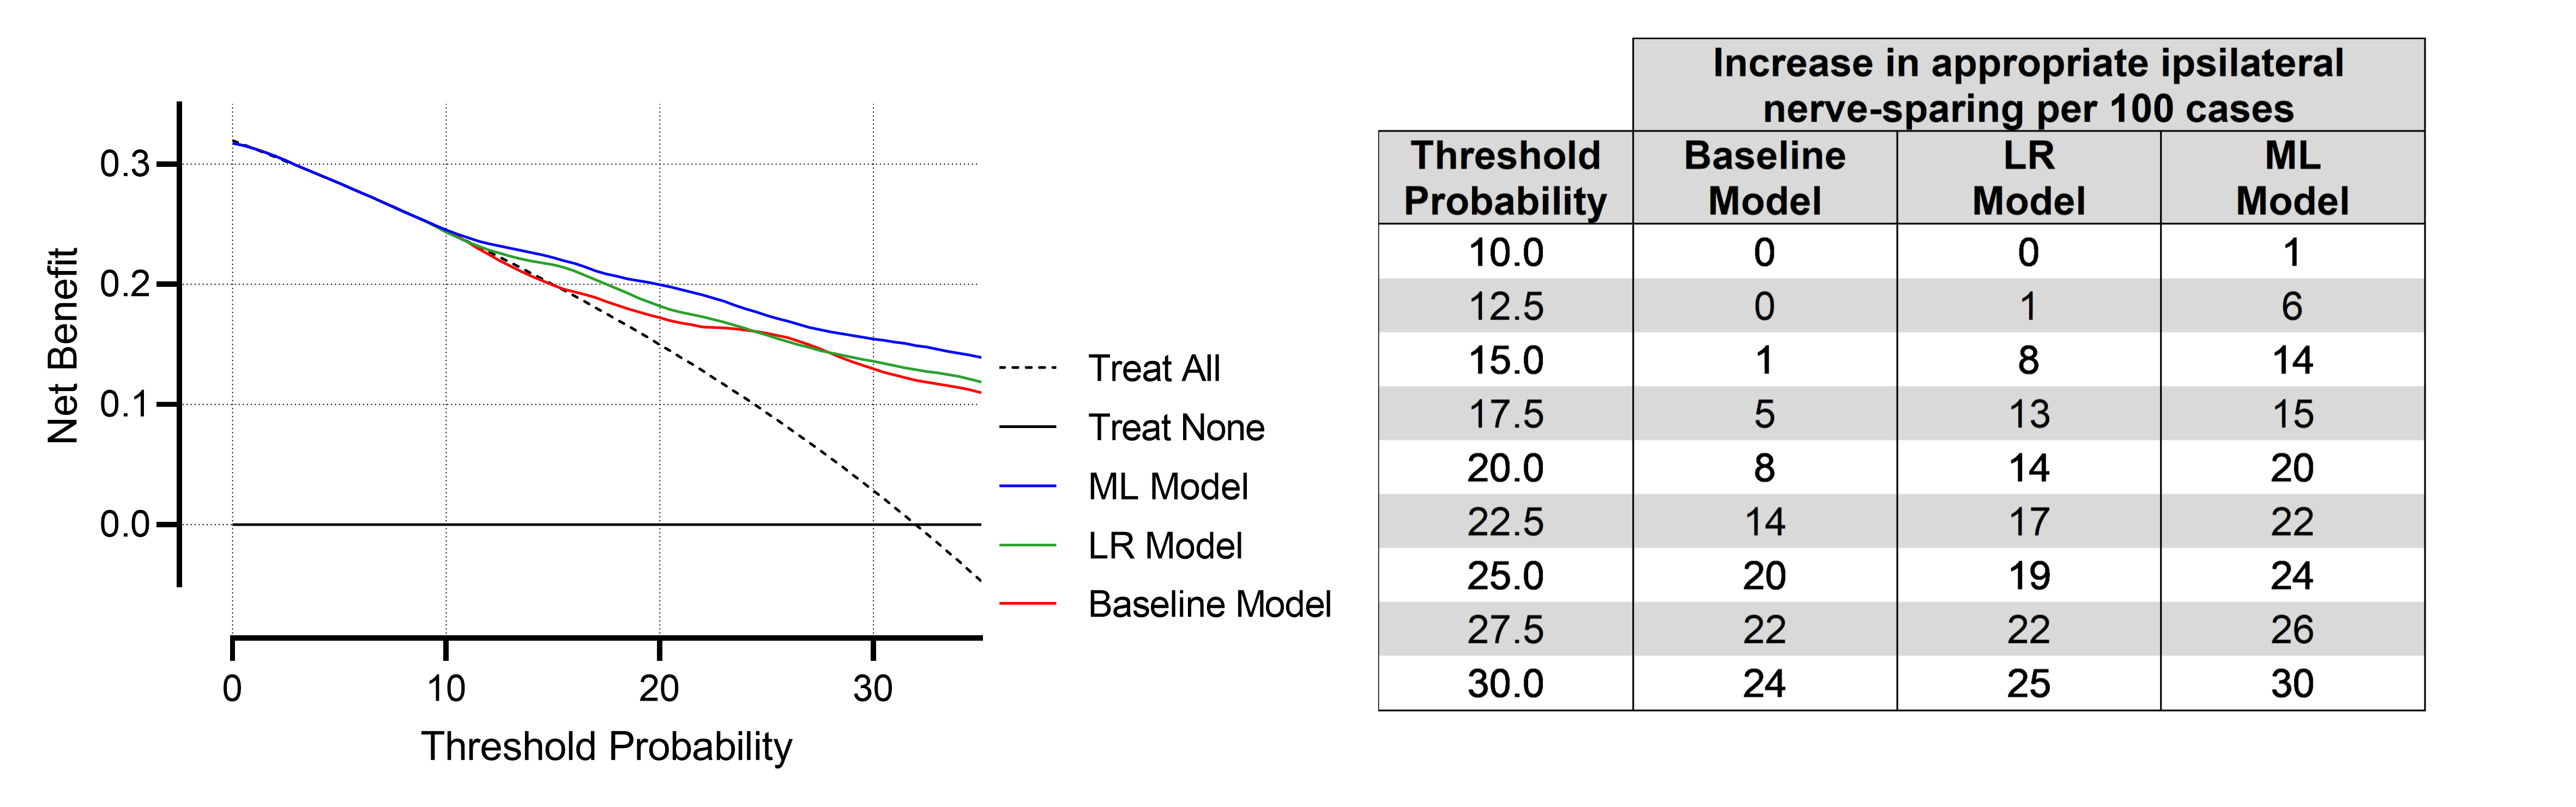 0.3
0.2
0.1
0.0
Net Benefit
0 10 20 30
Threshold Probability
Treat All
Treat None
ML Model
LR Model
Baseline Model
Increase in appropriate ipsilateral
nerve-sparing per 100 cases
Threshold Probability Baseline Model LR Model ML Model
10.0 0 0 1
12.5 0 1 6
15.0 1 8 14
17.5 5 13 15
20.0 8 14 20
22.5 14 17 22
25.0 20 19 24
27.5 22 22 26
30.0 24 25 30